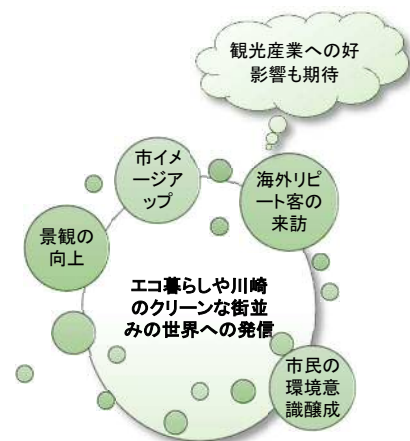 観光産業への好
影響も期待
市イメ
ージア
ップ
海外リピ
ート客の
来訪
景観の
向上
エコ暮らしや川崎
のクリーンな街並
みの世界への発信
市民の
環境意
識醸成